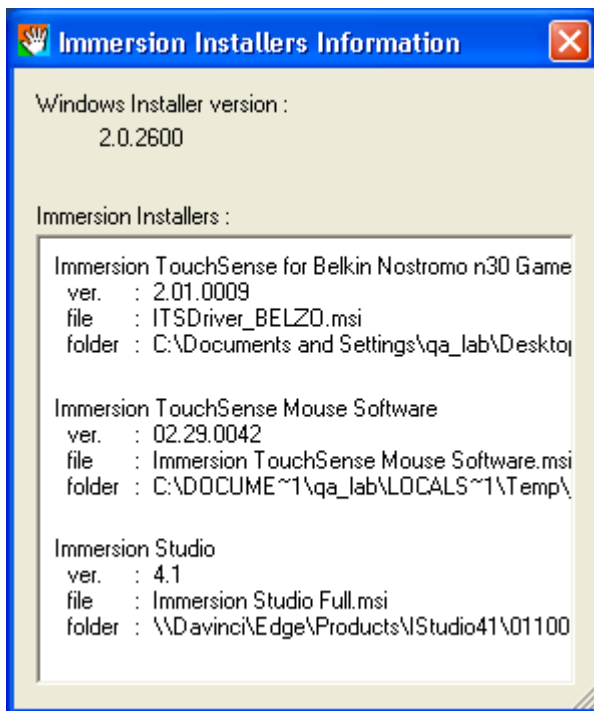 Immersion Installers Information
Windows Installer version :
2.0.2600
Immersion Installers :
Immersion TouchSense for Belkin Nostromo n30 Game
ver. : 2.01.0009
file : ITSDriver_BELZO.msi
folder : C:\Documents and Settings\qa_lab\Desktop
Immersion TouchSense Mouse Software
ver. : 02.29.0042
file : Immersion TouchSense Mouse Software.msi
folder : C:\DOCUME~1\qa_lab\LOCALS~1\Temp\_
Immersion Studio
ver. : 4.1
file : Immersion Studio Full.msi
folder : \\Davinci\Edge\Products\IStudio41\01100